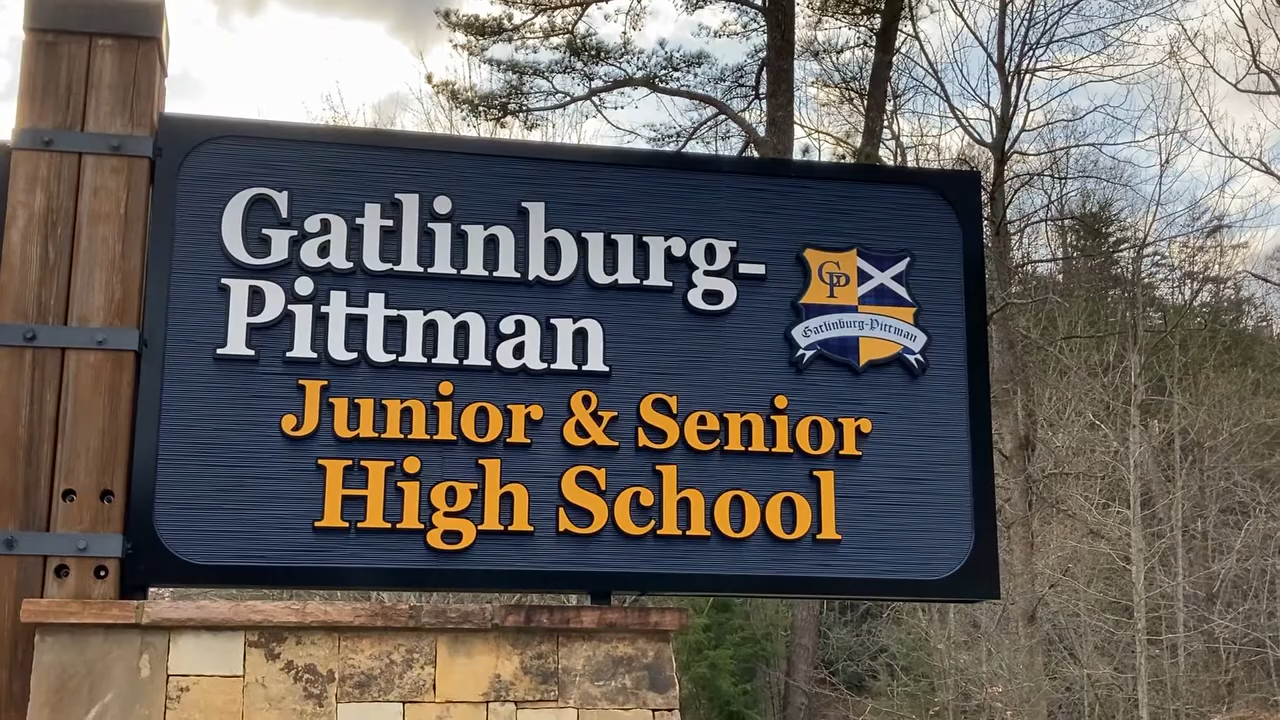 Gatlinburg-
Pittman
Junior & Senior
High School
GP
Gatlinburg-Pittman